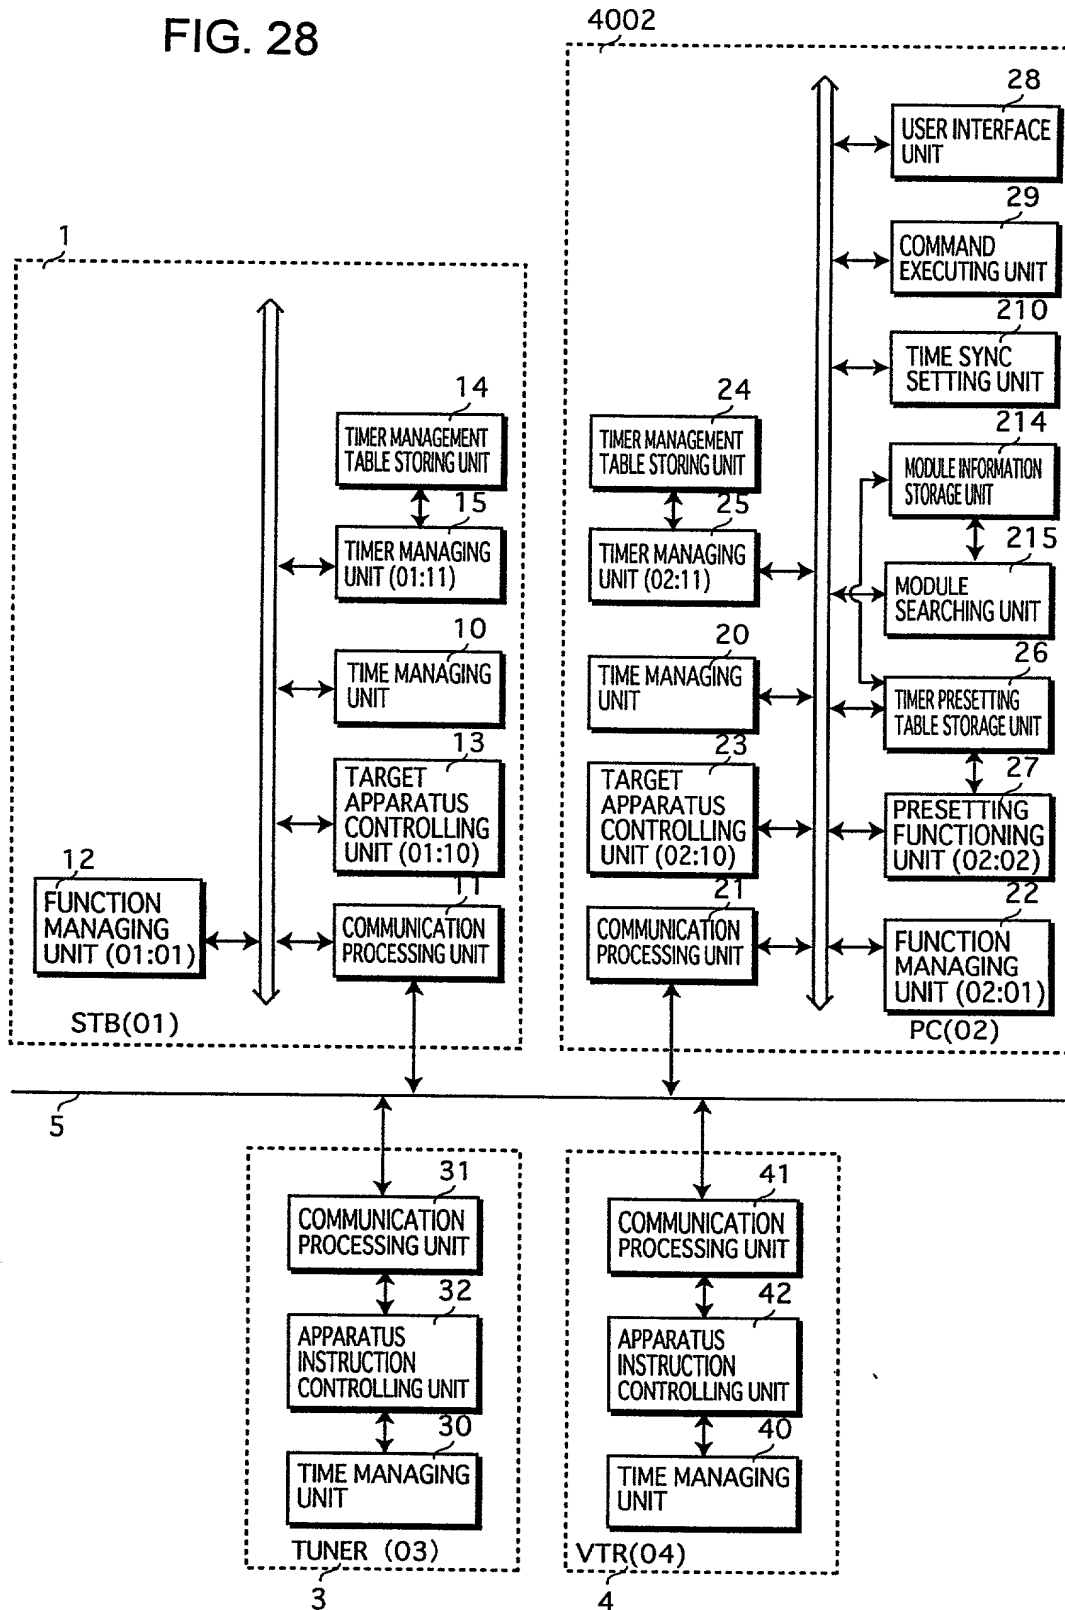 FIG. 28
4002
28
USER INTERFACE
UNIT
29
COMMAND
EXECUTING UNIT
210
TIME SYNC
SETTING UNIT
214
MODULE INFORMATION
STORAGE UNIT
215
MODULE
SEARCHING UNIT
26
TIMER PRESETTING
TABLE STORAGE UNIT
27
PRESETTING
FUNCTIONING
UNIT (02:02)
22
FUNCTION
MANAGING
UNIT (02:01)
24
TIMER MANAGEMENT
TABLE STORING UNIT
25
TIMER MANAGING
UNIT (02:11)
20
TIME MANAGING
UNIT
23
TARGET
APPARATUS
CONTROLLING
UNIT (02:10)
21
COMMUNICATION
PROCESSING UNIT
PC(02)
1
14
TIMER MANAGEMENT
TABLE STORING UNIT
15
TIMER MANAGING
UNIT (01:11)
10
TIME MANAGING
UNIT
13
TARGET
APPARATUS
CONTROLLING
UNIT (01:10)
11
COMMUNICATION
PROCESSING UNIT
12
FUNCTION
MANAGING
UNIT (01:01)
STB(01)
5
31
COMMUNICATION
PROCESSING UNIT
32
APPARATUS
INSTRUCTION
CONTROLLING UNIT
30
TIME MANAGING
UNIT
TUNER (03)
3
41
COMMUNICATION
PROCESSING UNIT
42
APPARATUS
INSTRUCTION
CONTROLLING UNIT
40
TIME MANAGING
UNIT
VTR(04)
4